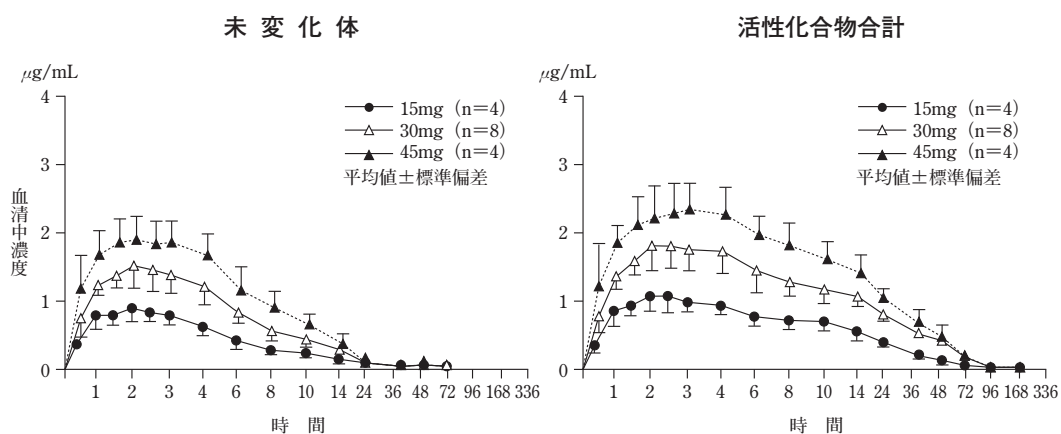 未変化体
μg/mL
4
3
2
1
0
血清中濃度
15mg（n＝4）
30mg（n＝8）
45mg（n＝4）
平均値±標準偏差
1 2 3 4 6 8 10 14 24 36 48 72 96 168 336
時間
活性化合物合計
μg/mL
4
3
2
1
0
15mg（n＝4）
30mg（n＝8）
45mg（n＝4）
平均値±標準偏差
1 2 3 4 6 8 10 14 24 36 48 72 96 168 336
時間